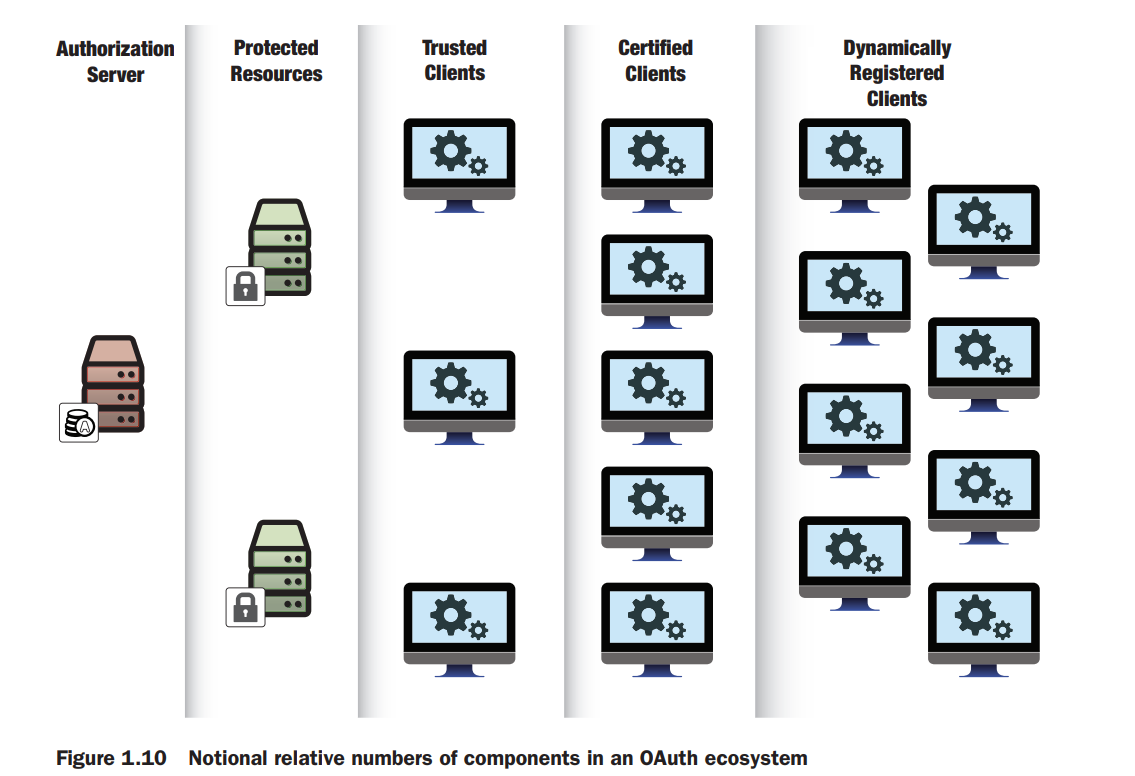 Authorization
Server
Protected
Resources
Trusted
Clients
Certified
Clients
Dynamically
Registered
Clients
A
Figure 1.10 Notional relative numbers of components in an OAuth ecosystem